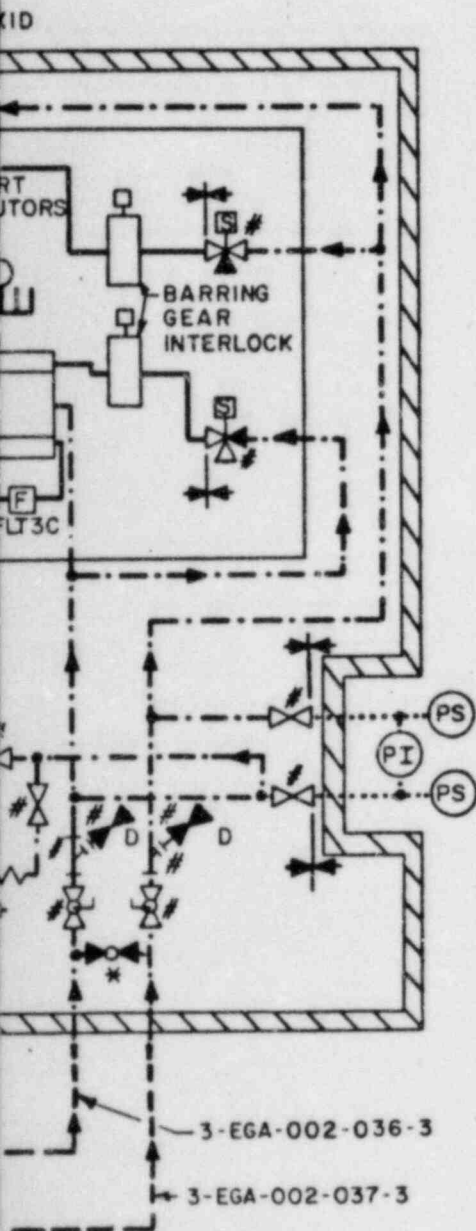 XID
RT
UTORS
S
#
BARRING
GEAR
INTERLOCK
S
#
F
FLT3C
#
PS
PI
#
#
PS
#
#
D
#
D
#
#
#
*
3-EGA-002-036-3
3-EGA-002-037-3